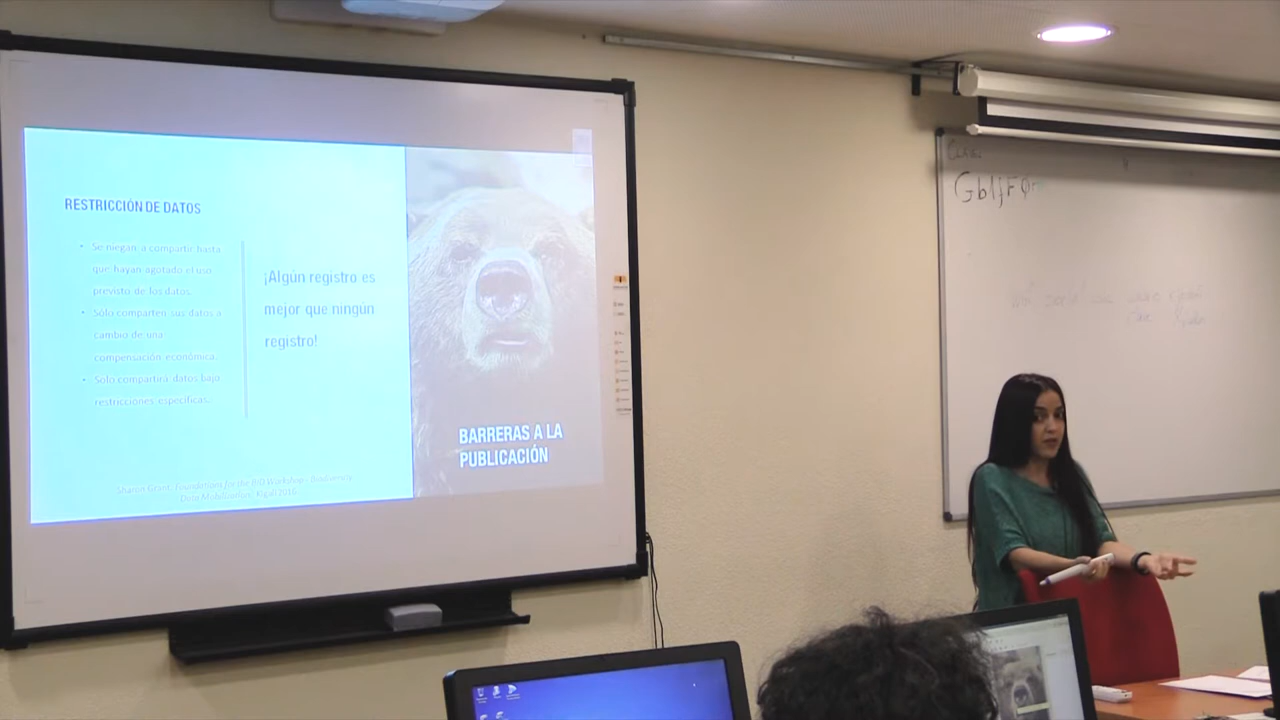 RESTRICCIÓN DE DATOS
• Se niegan a compartir hasta
que hayan agotado el uso
previsto de los datos.
• Sólo comparten sus datos a
cambio de una
compensación económica.
• Solo compartirá datos bajo
restricciones específicas..
¡Algún registro es
mejor que ningún
registro!
BARRERAS A LA
PUBLICACIÓN
Sharon Grant. Foundations for the BID Workshop - Biodiversity
Data Mobilization. Kigali 2016